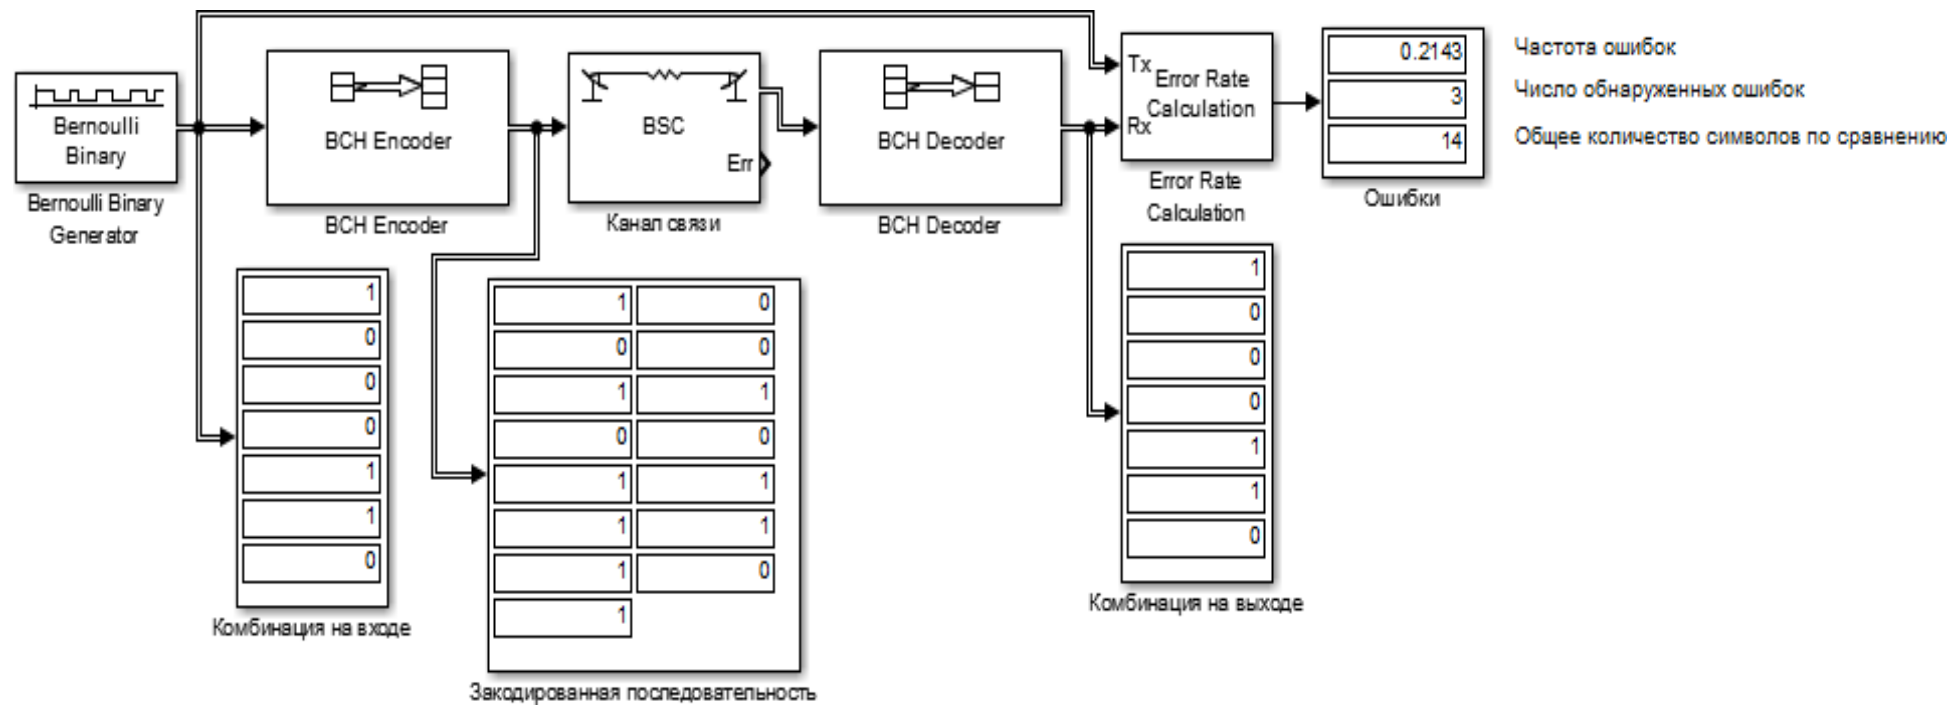 Bernoulli
Binary
Bernoulli Binary
Generator
BCH Encoder
BCH Encoder
BSC
Err
Канал связи
BCH Decoder
BCH Decoder
Tx
Rx
Error Rate
Calculation
Error Rate
Calculation
0.2143
3
14
Ошибки
Частота ошибок
Число обнаруженных ошибок
Общее количество символов по сравнению
1
0
0
0
1
1
0
Комбинация на входе
1 0
0 0
1 1
0 0
1 1
1 1
1 0
1
Закодированная последовательность
1
0
0
0
1
1
0
Комбинация на выходе